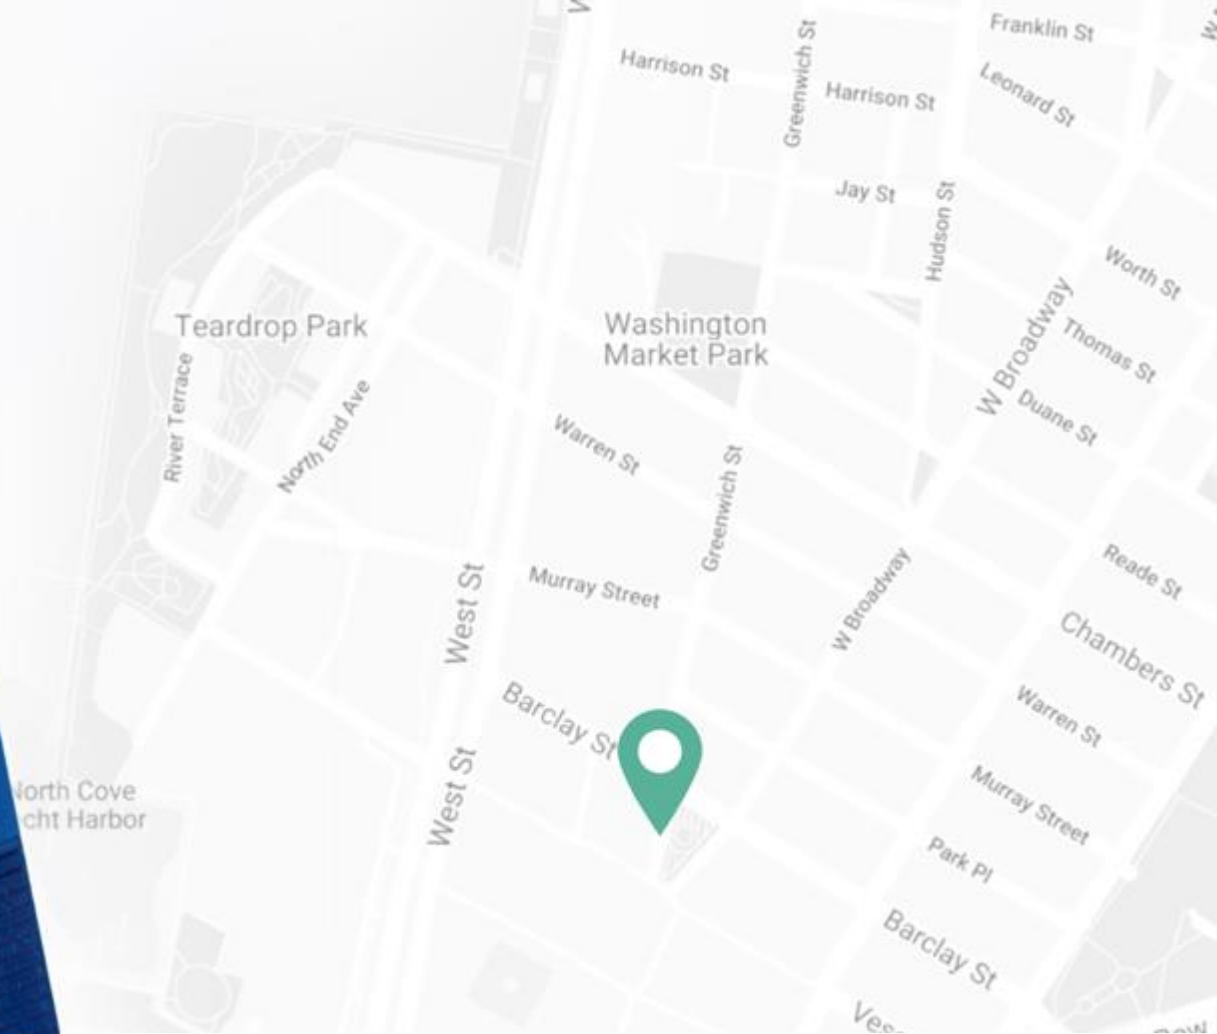 Franklin St
Harrison St
Greenwich St
Harrison St
Leonard St
Jay St
Hudson St
Worth St
Teardrop Park
Washington
Market Park
W Broadway
Thomas St
River Terrace
North End Ave
Duane St
Warren St
Greenwich St
Murray Street
West St
W Broadway
Reade St
Chambers St
Barclay St
Warren St
West St
North Cove
cht Harbor
Murray Street
Park Pl
Barclay St